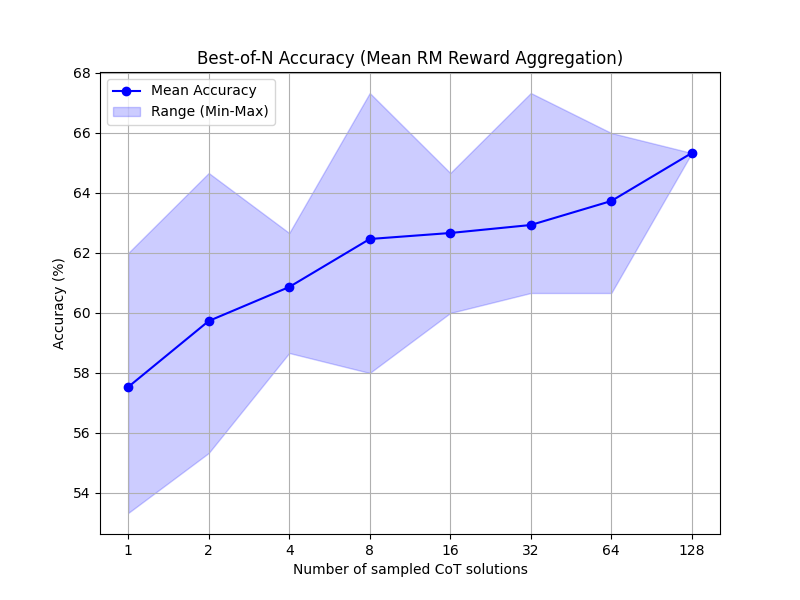 Best-of-N Accuracy (Mean RM Reward Aggregation)
Mean Accuracy
Range (Min-Max)
68
66
64
62
60
58
56
54
Accuracy (%)
1 2 4 8 16 32 64 128
Number of sampled CoT solutions